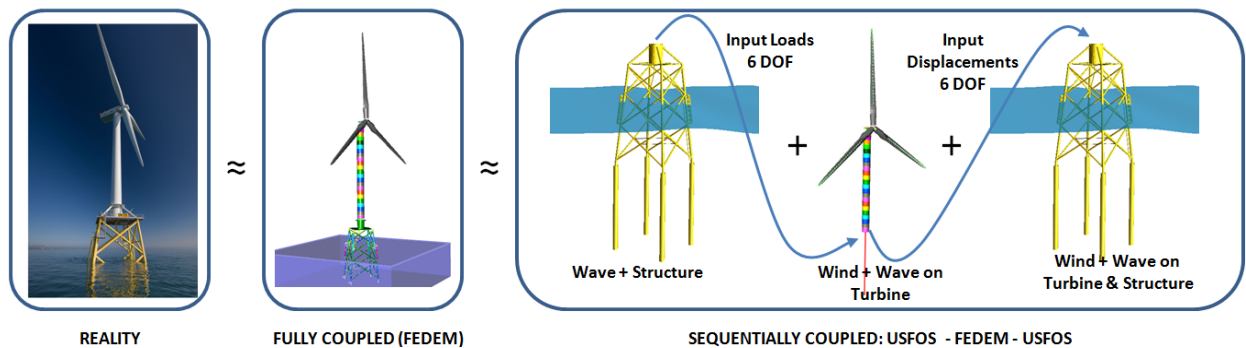 Input Loads
6 DOF
Input
Displacements
6 DOF
≈
≈
+
+
Wave + Structure
Wind + Wave on
Turbine
Wind + Wave on
Turbine & Structure
REALITY
FULLY COUPLED (FEDEM)
SEQUENTIALLY COUPLED: USFOS - FEDEM - USFOS